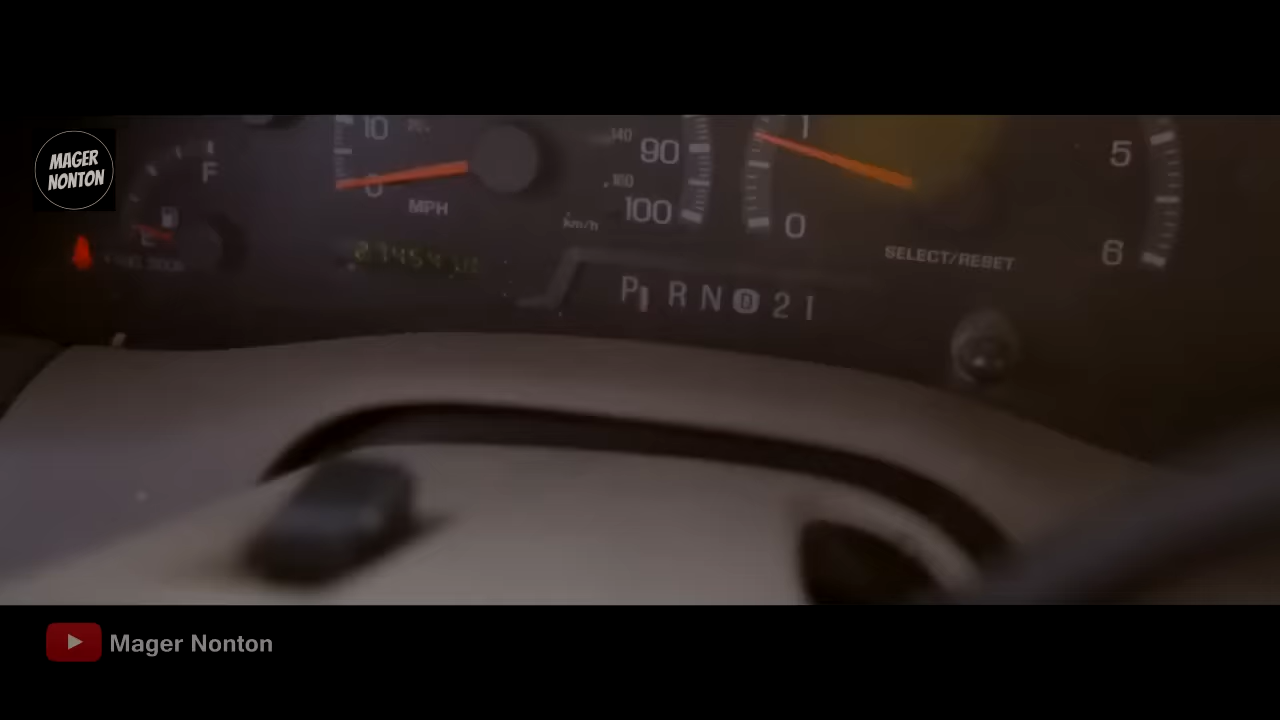 MAGER
NONTON
F
10
0
MPH
140
90
160
100
km/h
1
0
5
6
SELECT/RESET
P R N D 2 1
Mager Nonton